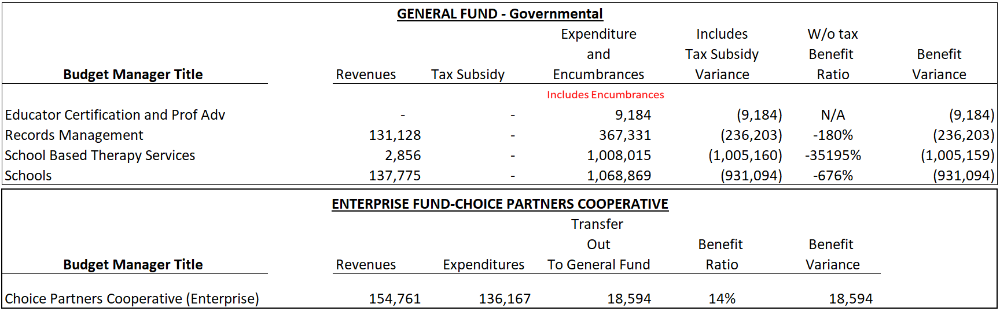 GENERAL FUND - Governmental
Expenditure Includes W/o tax
and Tax Subsidy Benefit Benefit
Budget Manager Title Revenues Tax Subsidy Encumbrances Variance Ratio Variance
Includes Encumbrances
Educator Certification and Prof Adv - - 9,184 (9,184) N/A (9,184)
Records Management 131,128 - 367,331 (236,203) -180% (236,203)
School Based Therapy Services 2,856 - 1,008,015 (1,005,160) -35195% (1,005,159)
Schools 137,775 - 1,068,869 (931,094) -676% (931,094)
ENTERPRISE FUND-CHOICE PARTNERS COOPERATIVE
Transfer
Out Benefit Benefit
Budget Manager Title Revenues Expenditures To General Fund Ratio Variance
Choice Partners Cooperative (Enterprise) 154,761 136,167 18,594 14% 18,594